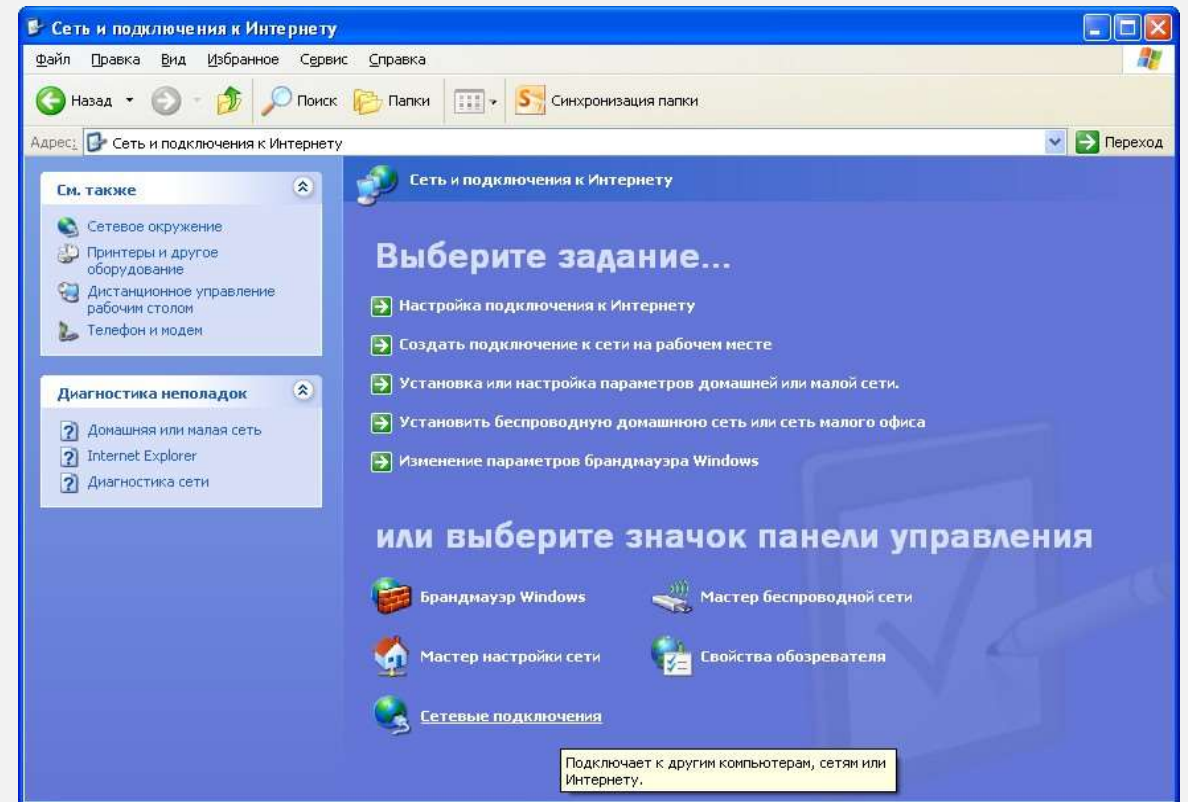 Сеть и подключения к Интернету
Файл Правка Вид Избранное Сервис Справка
Назад Поиск Папки Синхронизация папки
Адрес: Сеть и подключения к Интернету Переход
См. также
Сетевое окружение
Принтеры и другое
оборудование
Дистанционное управление
рабочим столом
Телефон и модем
Диагностика неполадок
Домашняя или малая сеть
Internet Explorer
Диагностика сети
Сеть и подключения к Интернету
Выберите задание...
Настройка подключения к Интернету
Создать подключение к сети на рабочем месте
Установка или настройка параметров домашней или малой сети.
Установить беспроводную домашнюю сеть или сеть малого офиса
Изменение параметров брандмауэра Windows
или выберите значок панели управления
Брандмауэр Windows Мастер беспроводной сети
Мастер настройки сети Свойства обозревателя
Сетевые подключения
Подключает к другим компьютерам, сетям или
Интернету.